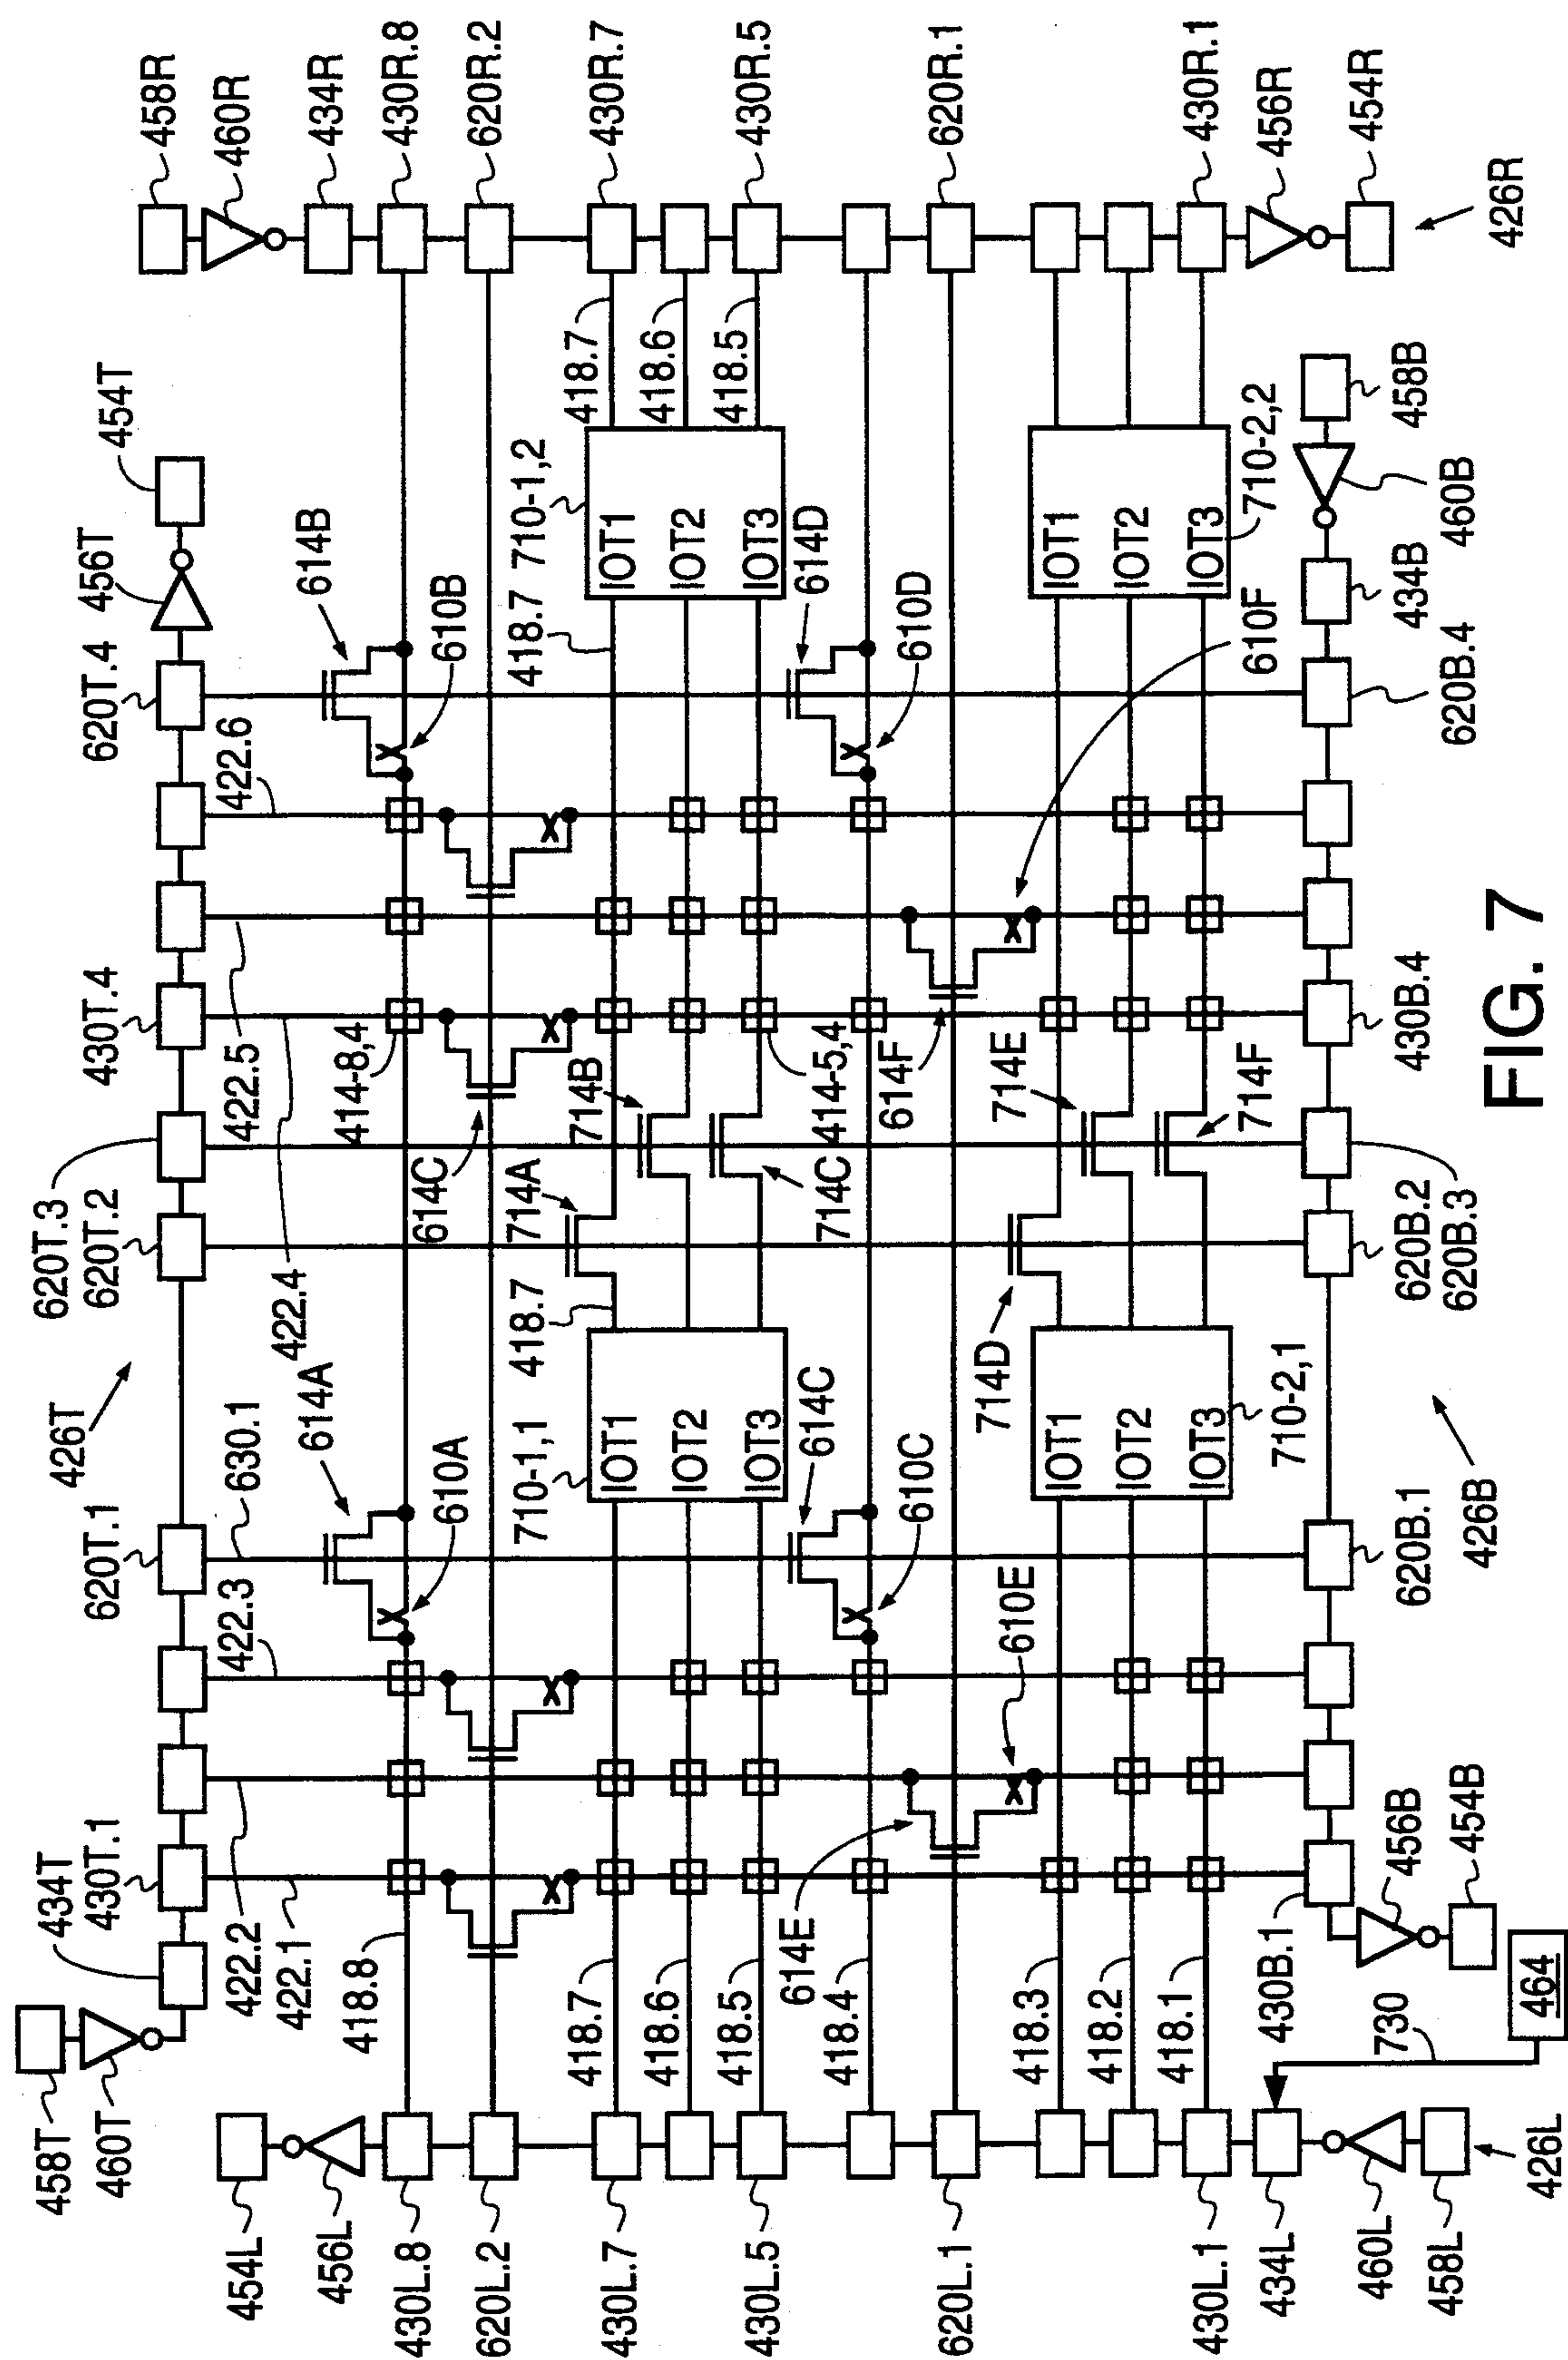 458T
460T
434T
430T.1
422.2
422.1
422.3
620T.1
630.1
426T
614A
620T.3
620T.2
422.4
422.5
430T.4
422.6
620T.4
456T
454T
614B
458R
460R
434R
430R.8
620R.2
430R.7
430R.5
620R.1
430R.1
456R
454R
426R
454L
456L
430L.8
620L.2
430L.7
430L.5
620L.1
430L.1
434L
460L
458L
426L
418.8
418.7
418.6
418.5
418.4
418.3
418.2
418.1
610A
710-1,1
IOT1
IOT2
IOT3
418.7
714A
614C
414-8,4
714B
714C
414-5,4
610B
418.7
710-1,2
IOT1
IOT2
IOT3
418.7
418.6
418.5
614E
610E
614C
610C
614D
610D
610F
614F
714D
714E
714F
IOT1
IOT2
IOT3
710-2,1
IOT1
IOT2
IOT3
710-2,2
430B.1
456B
454B
464
730
620B.1
426B
620B.2
620B.3
430B.4
620B.4
434B
460B
458B
FIG. 7